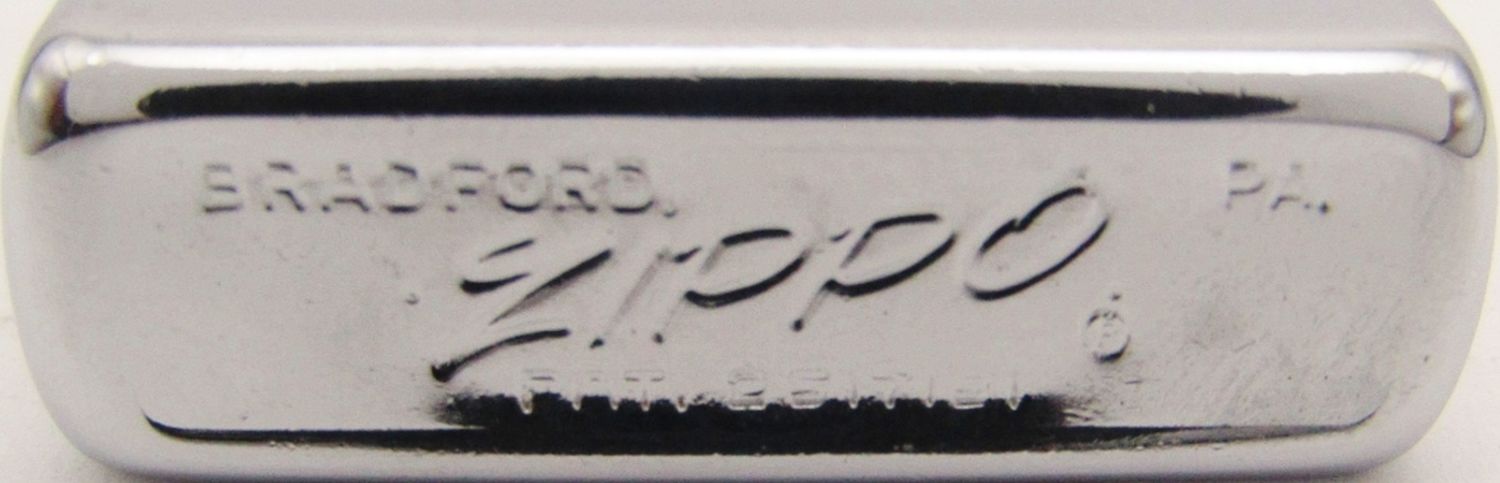 BRADFORD, PA.
Zippo ®
PAT. 2517191